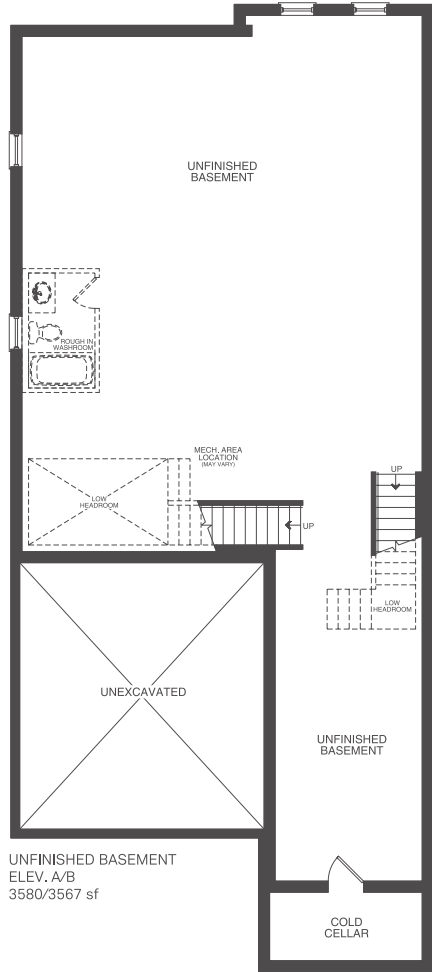 UNFINISHED
BASEMENT
ROUGH IN
WASHROOM
MECH. AREA
LOCATION
(MAY VARY)
LOW
HEADROOM
UP
UP
LOW
HEADROOM
UNEXCAVATED
UNFINISHED
BASEMENT
UNFINISHED BASEMENT
ELEV. A/B
3580/3567 sf
COLD
CELLAR